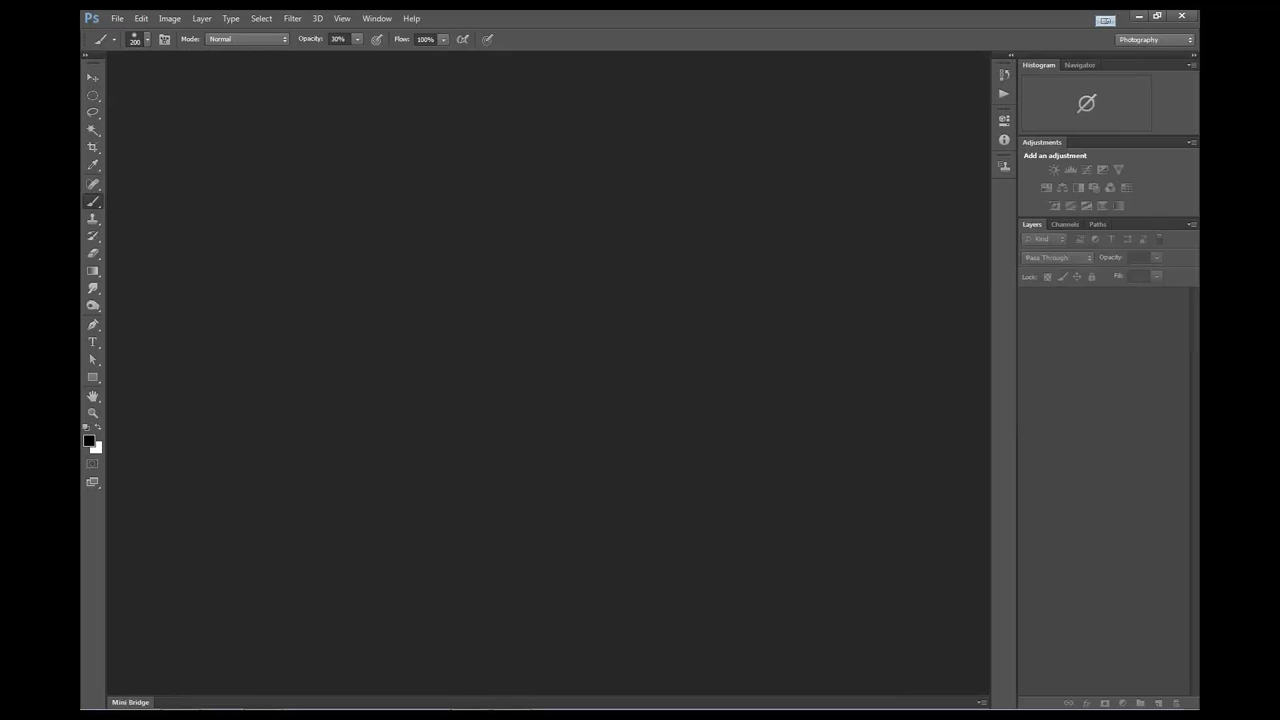 Ps File Edit Image Layer Type Select Filter 3D View Window Help
200 Mode: Normal Opacity: 30% Flow: 100% Photography
Histogram Navigator
Adjustments
Add an adjustment
Layers Channels Paths
Kind
Pass Through Opacity:
Lock: Fill:
T
Mini Bridge